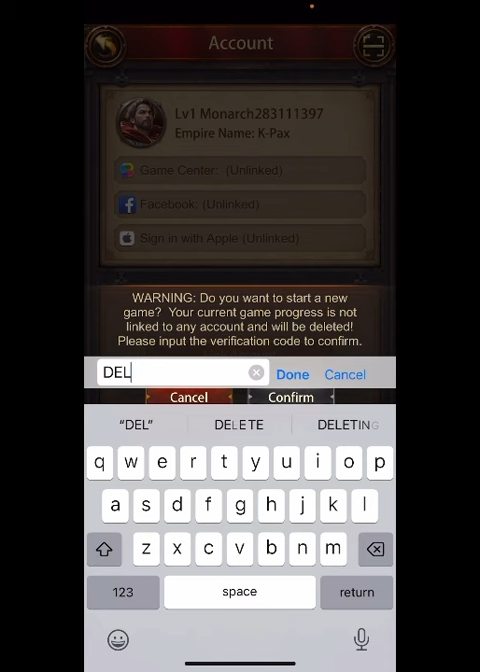 Account
Lv1 Monarch283111397
Empire Name: K-Pax
Game Center: (Unlinked)
Facebook: (Unlinked)
Sign in with Apple (Unlinked)
WARNING: Do you want to start a new
game? Your current game progress is not
linked to any account and will be deleted!
Please input the verification code to confirm.
DEL Done Cancel
Cancel Confirm
“DEL” DELETE DELETING
q w e r t y u i o p
a s d f g h j k l
z x c v b n m
123 space return